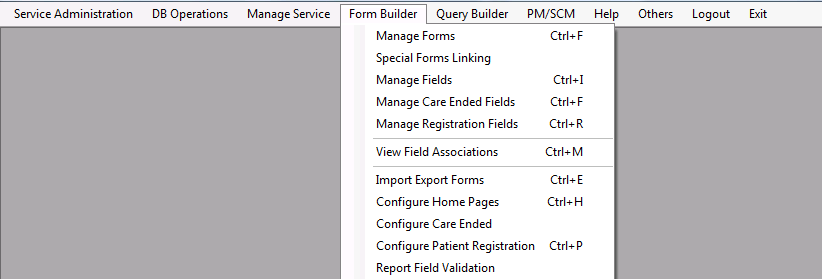 Service Administration DB Operations Manage Service Form Builder Query Builder PM/SCM Help Others Logout Exit
Manage Forms Ctrl+F
Special Forms Linking
Manage Fields Ctrl+I
Manage Care Ended Fields Ctrl+F
Manage Registration Fields Ctrl+R
View Field Associations Ctrl+M
Import Export Forms Ctrl+E
Configure Home Pages Ctrl+H
Configure Care Ended
Configure Patient Registration Ctrl+P
Report Field Validation